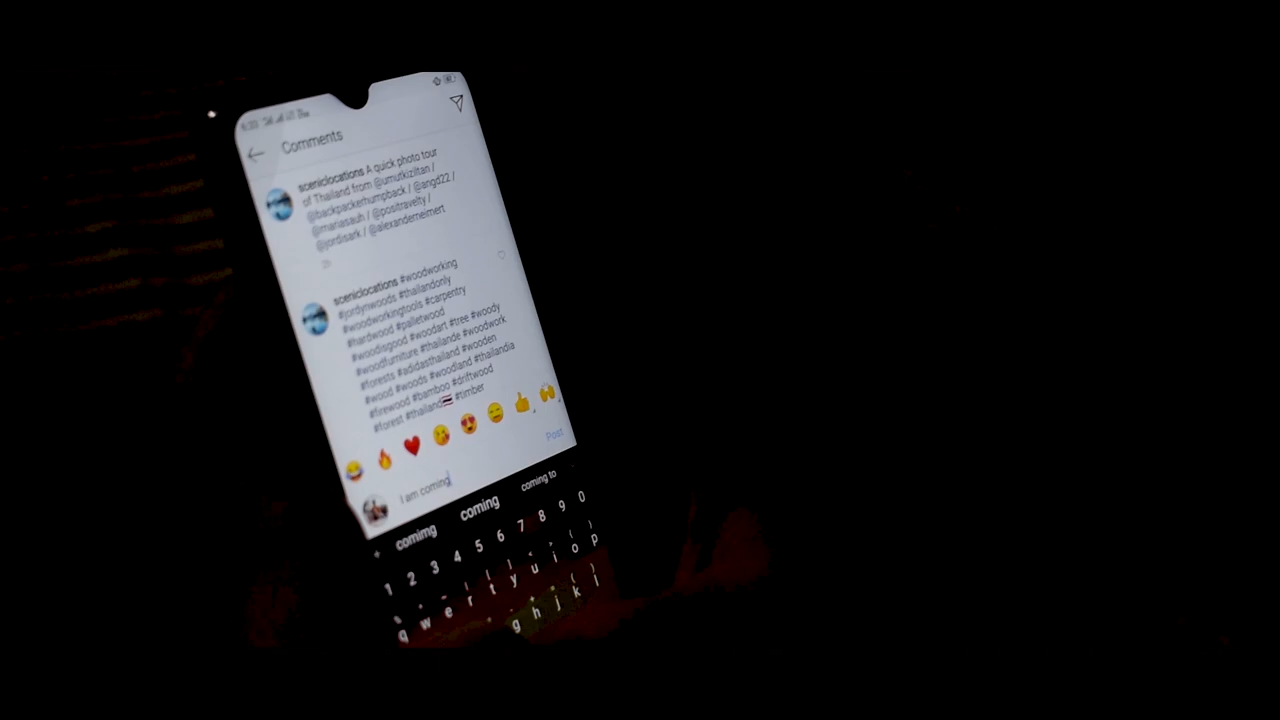 Comments
sceniclocations A quick photo tour
of Thailand from @umutkiziltan /
@backpackerhumpback / @angd22 /
@mariasauh / @positravelty /
@jordisark / @alexanderneimert
sceniclocations #woodworking
#jordynwoods #thailandonly
#woodworkingtools #carpentry
#hardwood #palletwood
#woodisgood #woodart #tree #woody
#woodfurniture #thailande #woodwork
#forests #adidasthailand #wooden
#wood #woods #woodland #thailandia
#firewood #bamboo #driftwood
#forest #thailand🇹🇭 #timber
😂 🔥 ❤️ 😘 😍 😄 👍 🙌
Post
I am coming
comimg coming coming to
1 2 3 4 5 6 7 8 9 0
q w e r t y u i o p
g h j k l